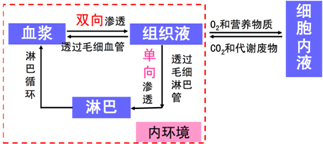 双向渗透
血浆
组织液
透过毛细血管
O₂和营养物质
CO₂和代谢废物
细胞内液
淋巴循环
单向渗透
透过毛细淋巴管
淋巴
内环境